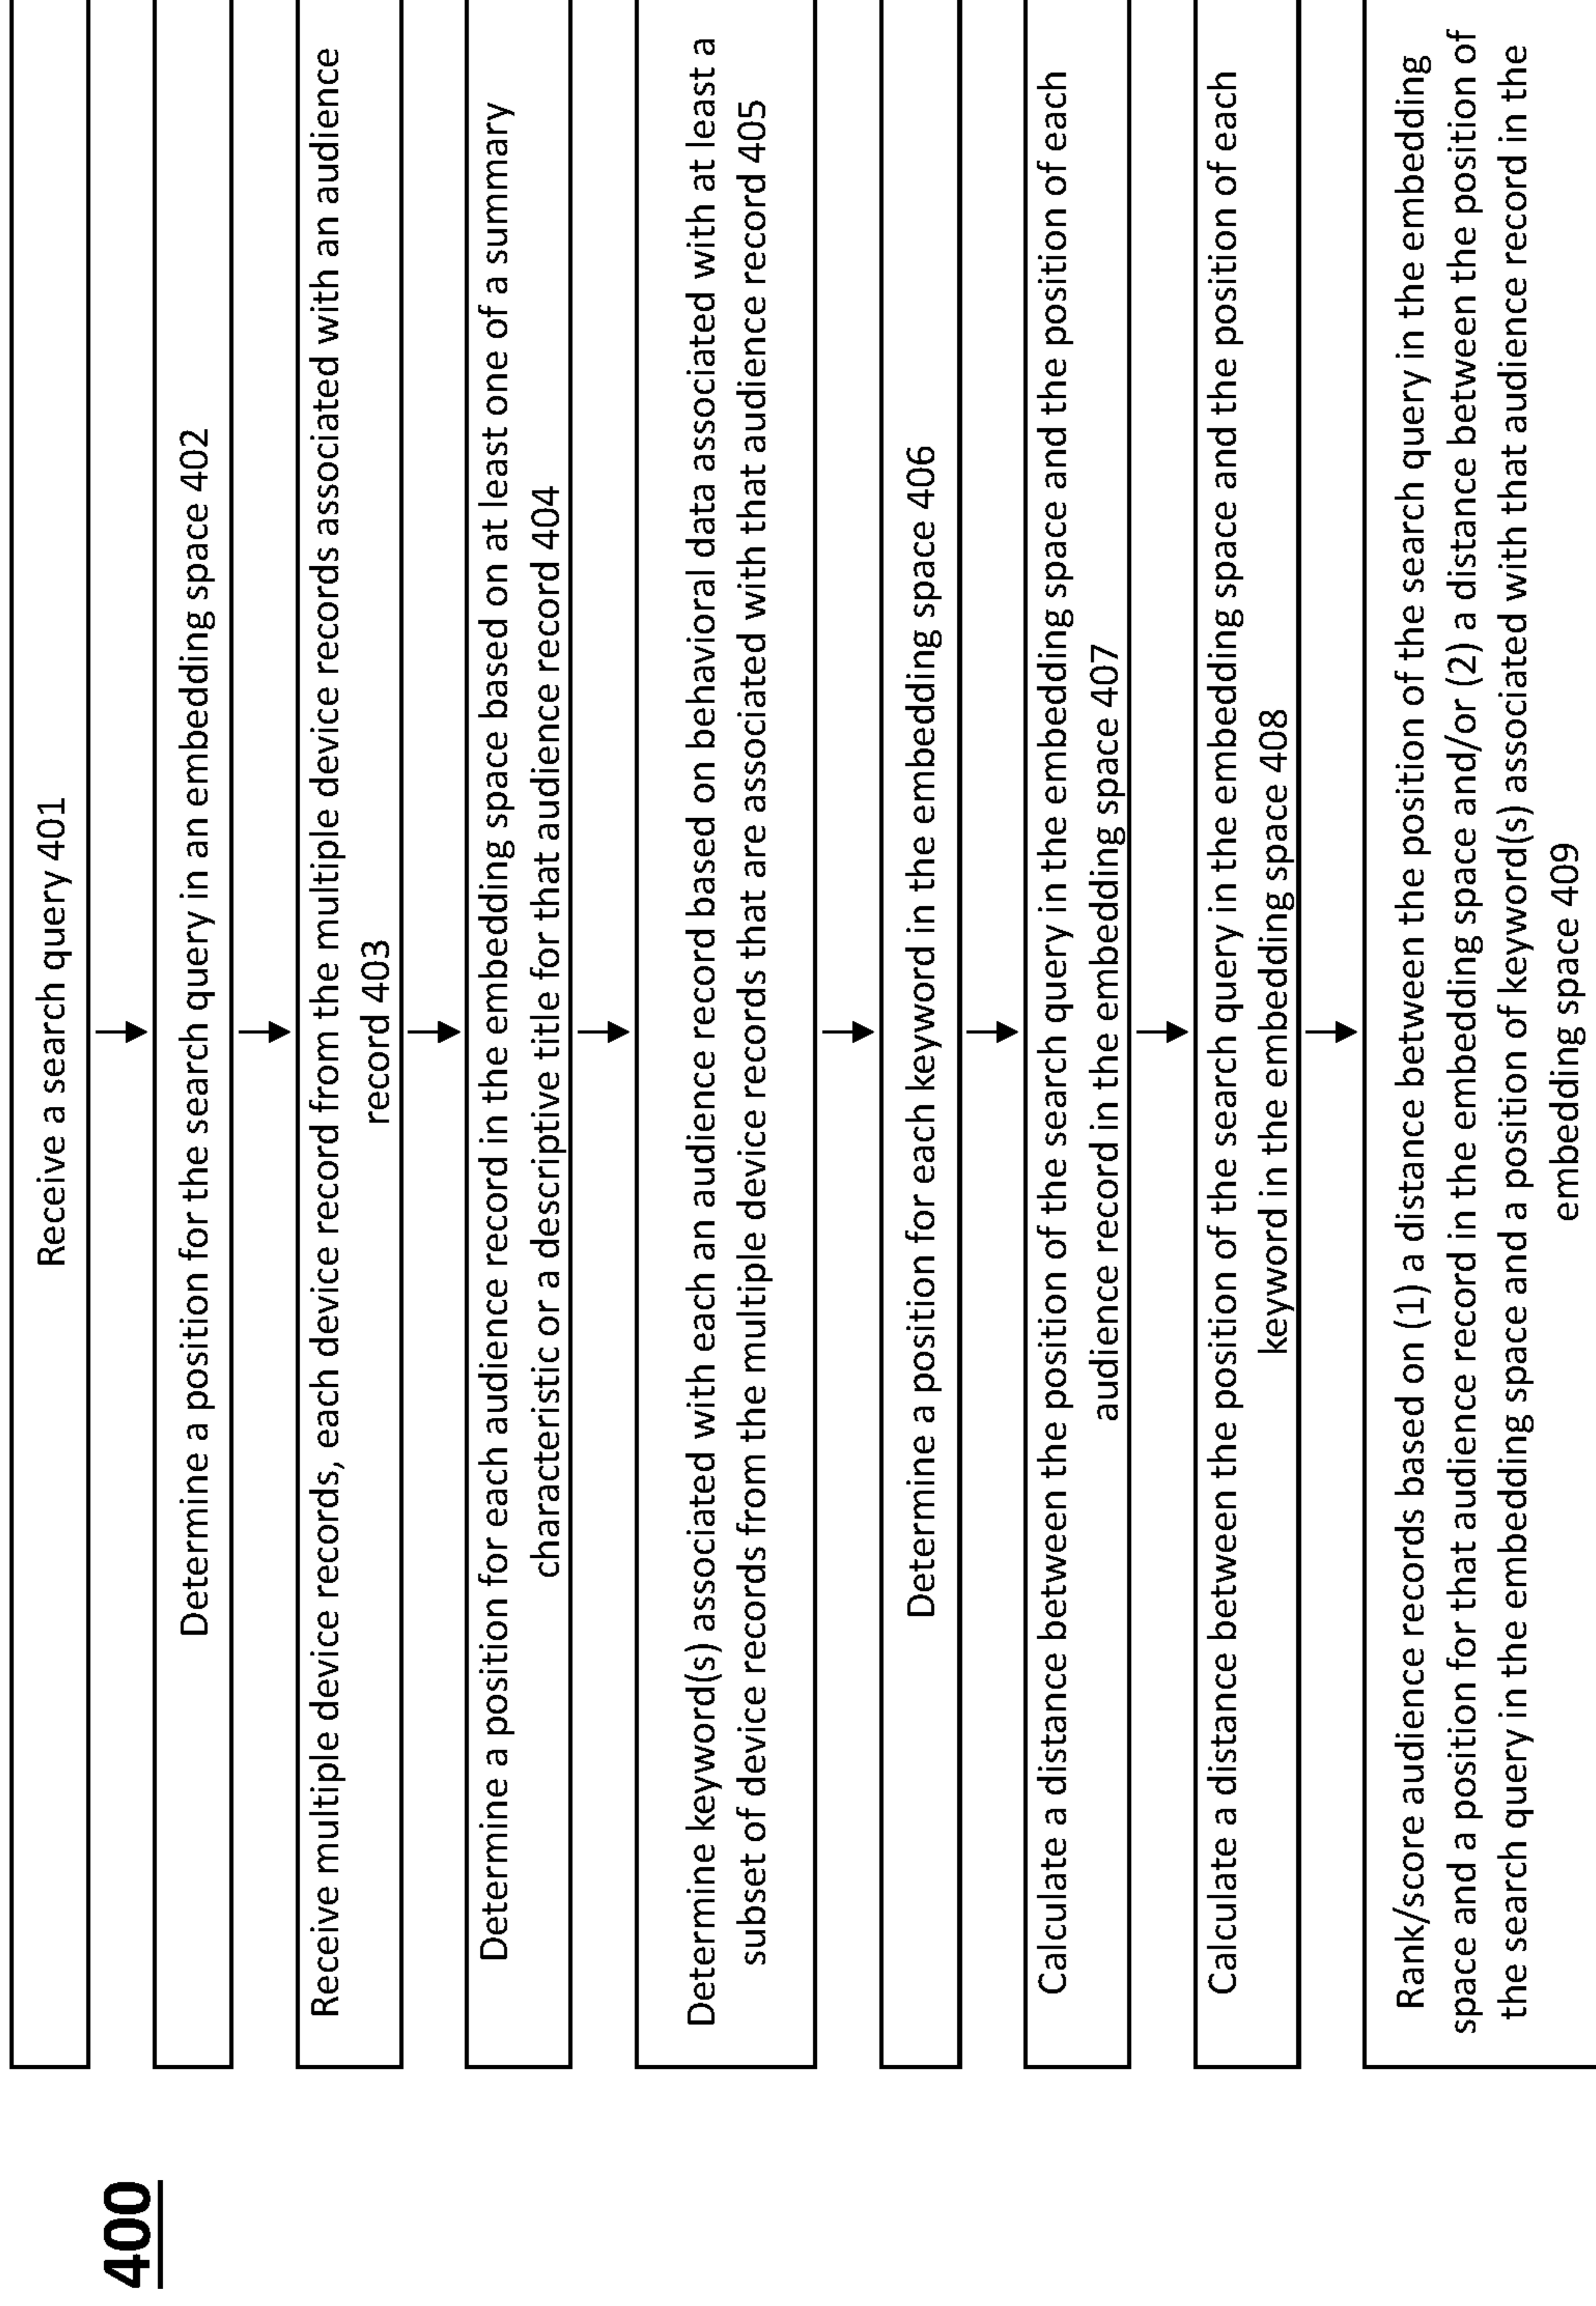 400
Receive a search query 401
Determine a position for the search query in an embedding space 402
Receive multiple device records, each device record from the multiple device records associated with an audience
record 403
Determine a position for each audience record in the embedding space based on at least one of a summary
characteristic or a descriptive title for that audience record 404
Determine keyword(s) associated with each an audience record based on behavioral data associated with at least a
subset of device records from the multiple device records that are associated with that audience record 405
Determine a position for each keyword in the embedding space 406
Calculate a distance between the position of the search query in the embedding space and the position of each
audience record in the embedding space 407
Calculate a distance between the position of the search query in the embedding space and the position of each
keyword in the embedding space 408
Rank/score audience records based on (1) a distance between the position of the search query in the embedding
space and a position for that audience record in the embedding space and/or (2) a distance between the position of
the search query in the embedding space and a position of keyword(s) associated with that audience record in the
embedding space 409